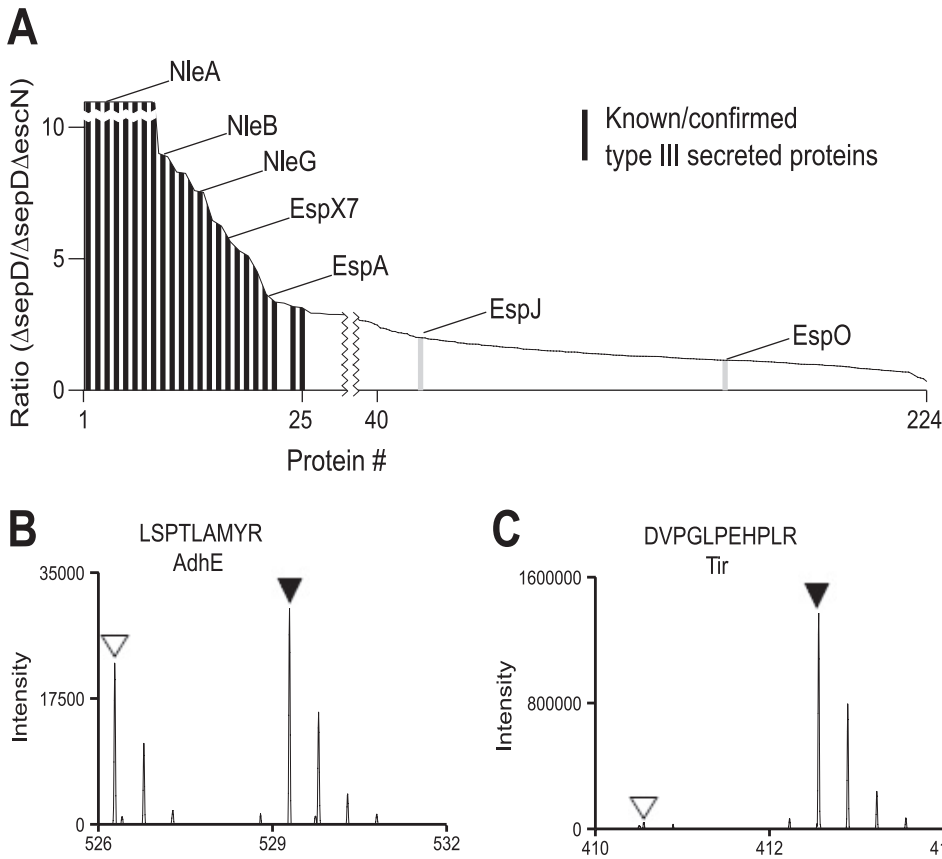 A
Ratio (ΔsepD/ΔsepDΔescN)
10
5
0
NleA
NleB
NleG
EspX7
EspA
EspJ
EspO
Known/confirmed
type III secreted proteins
1
25
40
224
Protein #
B
LSPTLAMYR
AdhE
Intensity
35000
17500
0
526
529
532
C
DVPGLPEHPLR
Tir
Intensity
1600000
800000
0
410
412